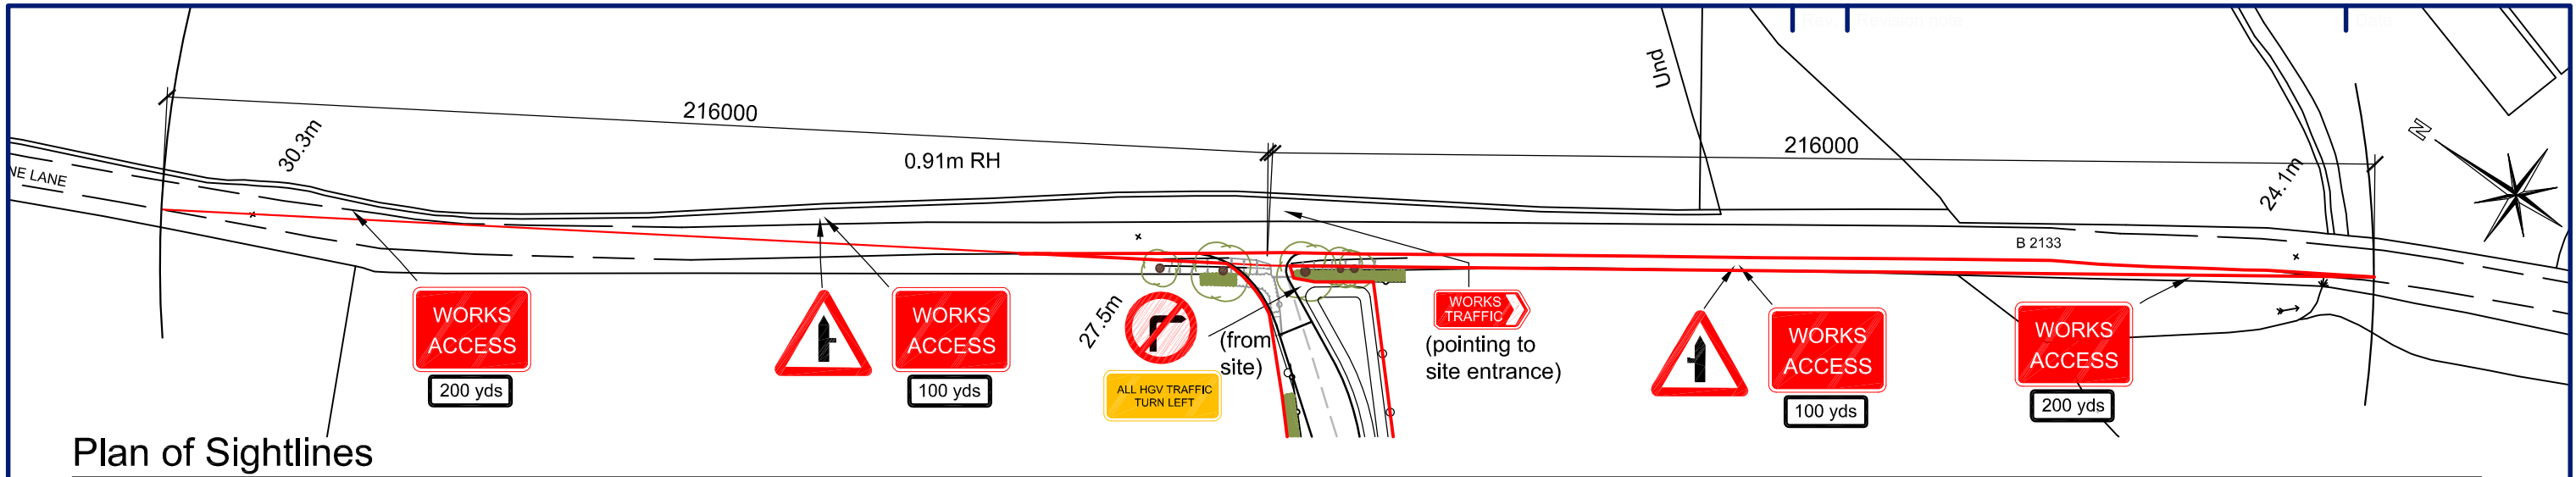 216000
216000
30.3m
0.91m RH
Und
24.1m
N
NE LANE
B 2133
WORKS
ACCESS
200 yds
WORKS
ACCESS
100 yds
27.5m
ALL HGV TRAFFIC
TURN LEFT
(from
site)
WORKS
TRAFFIC
(pointing to
site entrance)
WORKS
ACCESS
100 yds
WORKS
ACCESS
200 yds
Plan of Sightlines